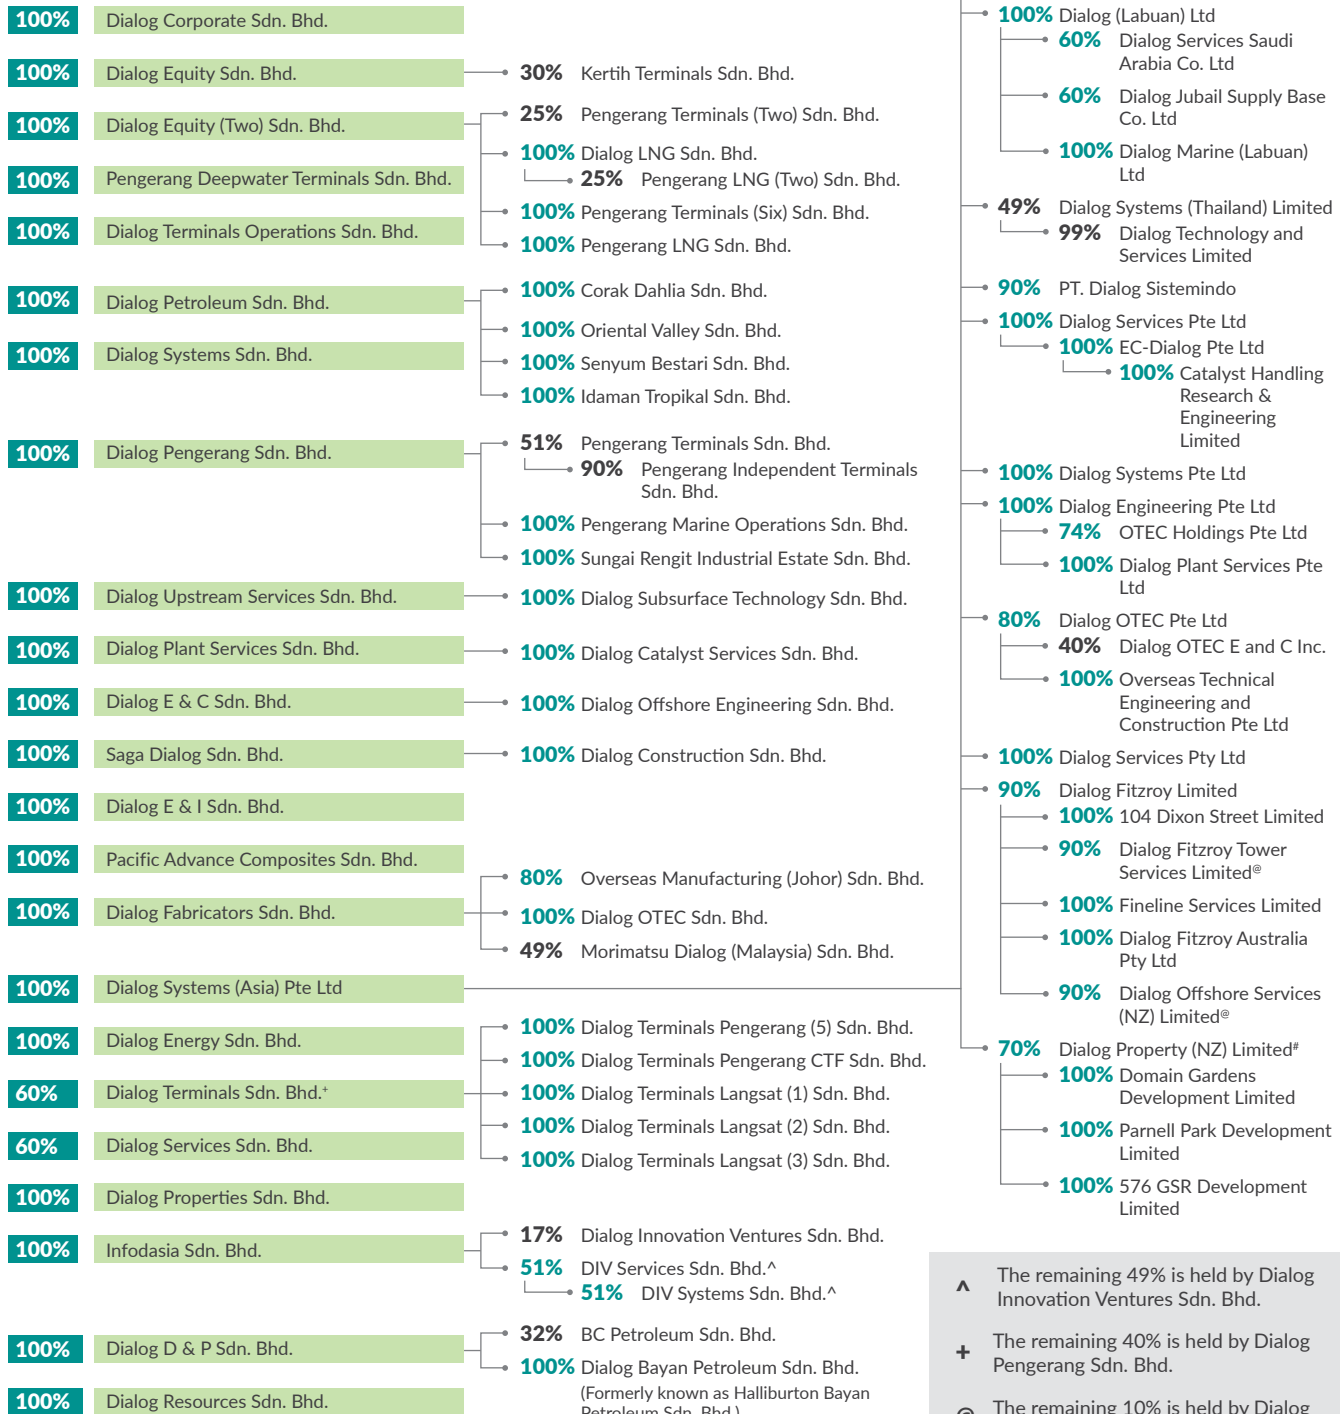 100% Dialog Corporate Sdn. Bhd.
100% Dialog Equity Sdn. Bhd.
30% Kertih Terminals Sdn. Bhd.
100% Dialog Equity (Two) Sdn. Bhd.
25% Pengerang Terminals (Two) Sdn. Bhd.
100% Dialog LNG Sdn. Bhd.
25% Pengerang LNG (Two) Sdn. Bhd.
100% Pengerang Terminals (Six) Sdn. Bhd.
100% Pengerang LNG Sdn. Bhd.
100% Pengerang Deepwater Terminals Sdn. Bhd.
100% Dialog Terminals Operations Sdn. Bhd.
100% Dialog Petroleum Sdn. Bhd.
100% Corak Dahlia Sdn. Bhd.
100% Oriental Valley Sdn. Bhd.
100% Senyum Bestari Sdn. Bhd.
100% Idaman Tropikal Sdn. Bhd.
100% Dialog Systems Sdn. Bhd.
100% Dialog Pengerang Sdn. Bhd.
51% Pengerang Terminals Sdn. Bhd.
90% Pengerang Independent Terminals
Sdn. Bhd.
100% Pengerang Marine Operations Sdn. Bhd.
100% Sungai Rengit Industrial Estate Sdn. Bhd.
100% Dialog Upstream Services Sdn. Bhd.
100% Dialog Subsurface Technology Sdn. Bhd.
100% Dialog Plant Services Sdn. Bhd.
100% Dialog Catalyst Services Sdn. Bhd.
100% Dialog E & C Sdn. Bhd.
100% Dialog Offshore Engineering Sdn. Bhd.
100% Saga Dialog Sdn. Bhd.
100% Dialog Construction Sdn. Bhd.
100% Dialog E & I Sdn. Bhd.
100% Pacific Advance Composites Sdn. Bhd.
100% Dialog Fabricators Sdn. Bhd.
80% Overseas Manufacturing (Johor) Sdn. Bhd.
100% Dialog OTEC Sdn. Bhd.
49% Morimatsu Dialog (Malaysia) Sdn. Bhd.
100% Dialog Systems (Asia) Pte Ltd
100% Dialog Energy Sdn. Bhd.
60% Dialog Terminals Sdn. Bhd.+
100% Dialog Terminals Pengerang (5) Sdn. Bhd.
100% Dialog Terminals Pengerang CTF Sdn. Bhd.
100% Dialog Terminals Langsat (1) Sdn. Bhd.
100% Dialog Terminals Langsat (2) Sdn. Bhd.
100% Dialog Terminals Langsat (3) Sdn. Bhd.
60% Dialog Services Sdn. Bhd.
100% Dialog Properties Sdn. Bhd.
100% Infodasia Sdn. Bhd.
17% Dialog Innovation Ventures Sdn. Bhd.
51% DIV Services Sdn. Bhd.^
51% DIV Systems Sdn. Bhd.^
100% Dialog D & P Sdn. Bhd.
32% BC Petroleum Sdn. Bhd.
100% Dialog Bayan Petroleum Sdn. Bhd.
(Formerly known as Halliburton Bayan
Petroleum Sdn. Bhd.)
100% Dialog Resources Sdn. Bhd.
100% Dialog (Labuan) Ltd
60% Dialog Services Saudi
Arabia Co. Ltd
60% Dialog Jubail Supply Base
Co. Ltd
100% Dialog Marine (Labuan)
Ltd
49% Dialog Systems (Thailand) Limited
99% Dialog Technology and
Services Limited
90% PT. Dialog Sistemindo
100% Dialog Services Pte Ltd
100% EC-Dialog Pte Ltd
100% Catalyst Handling
Research &
Engineering
Limited
100% Dialog Systems Pte Ltd
100% Dialog Engineering Pte Ltd
74% OTEC Holdings Pte Ltd
100% Dialog Plant Services Pte
Ltd
80% Dialog OTEC Pte Ltd
40% Dialog OTEC E and C Inc.
100% Overseas Technical
Engineering and
Construction Pte Ltd
100% Dialog Services Pty Ltd
90% Dialog Fitzroy Limited
100% 104 Dixon Street Limited
90% Dialog Fitzroy Tower
Services Limited@
100% Fineline Services Limited
100% Dialog Fitzroy Australia
Pty Ltd
90% Dialog Offshore Services
(NZ) Limited@
70% Dialog Property (NZ) Limited#
100% Domain Gardens
Development Limited
100% Parnell Park Development
Limited
100% 576 GSR Development
Limited
^ The remaining 49% is held by Dialog
Innovation Ventures Sdn. Bhd.
+ The remaining 40% is held by Dialog
Pengerang Sdn. Bhd.
@ The remaining 10% is held by Dialog